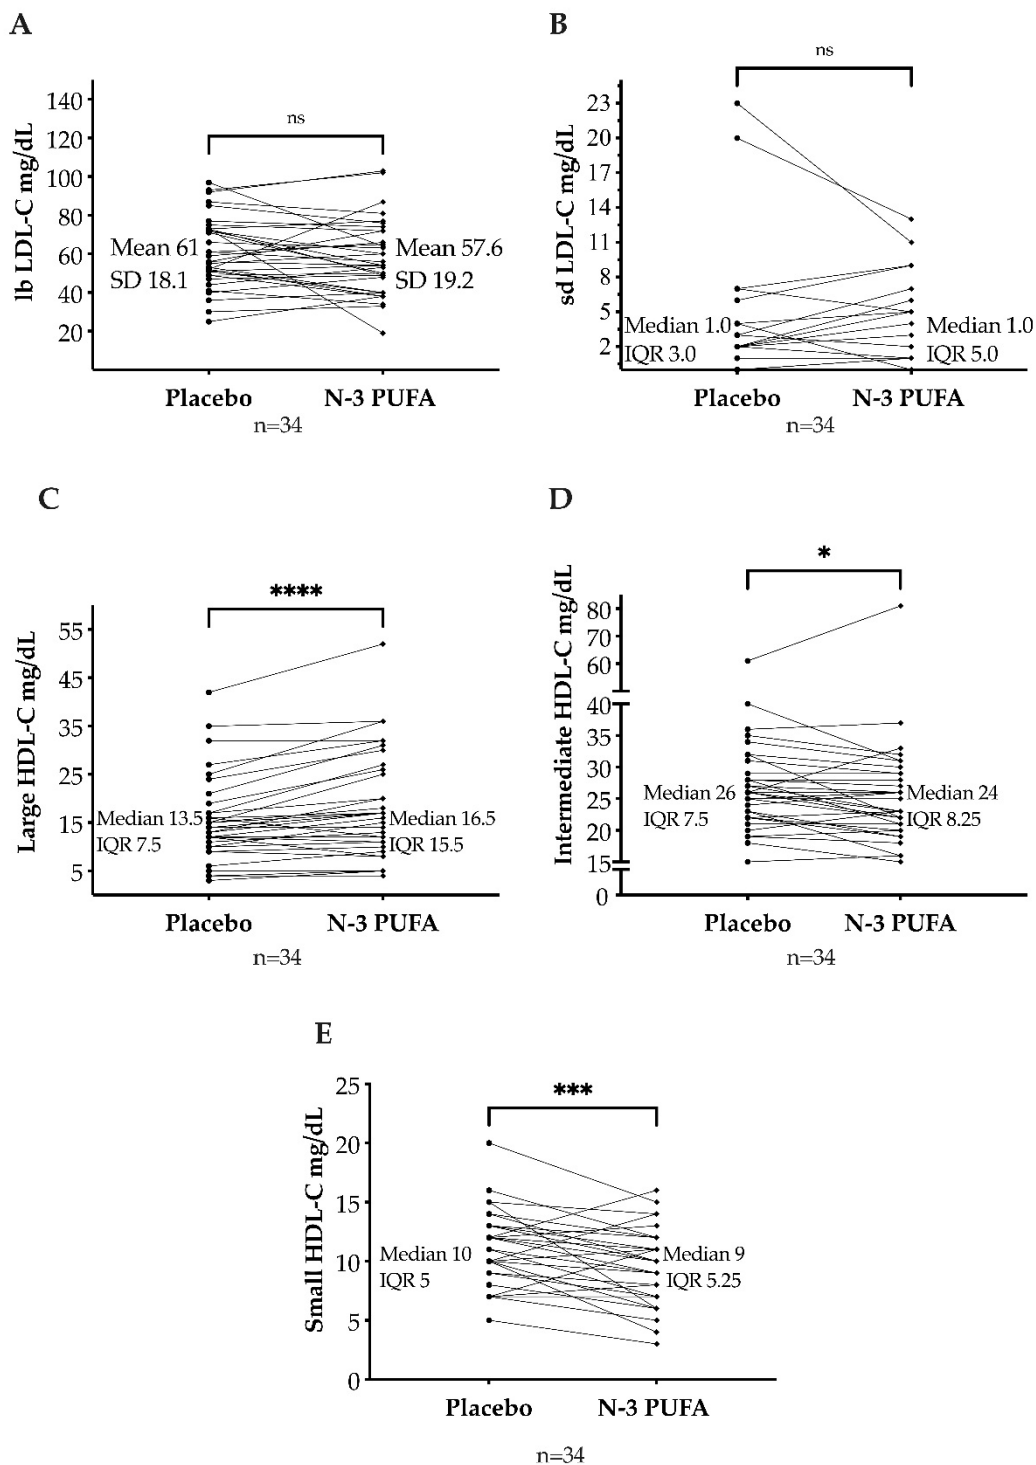 A
lb LDL-C mg/dL
140
120
100
80
60
40
20
ns
Mean 61
SD 18.1
Mean 57.6
SD 19.2
Placebo
N-3 PUFA
n=34
B
sd LDL-C mg/dL
23
20
17
14
11
8
5
2
ns
Median 1.0
IQR 3.0
Median 1.0
IQR 5.0
Placebo
N-3 PUFA
n=34
C
Large HDL-C mg/dL
55
45
35
25
15
5
****
Median 13.5
IQR 7.5
Median 16.5
IQR 15.5
Placebo
N-3 PUFA
n=34
D
Intermediate HDL-C mg/dL
80
70
60
40
35
30
25
20
15
0
*
Median 26
IQR 7.5
Median 24
IQR 8.25
Placebo
N-3 PUFA
n=34
E
Small HDL-C mg/dL
25
20
15
10
5
0
***
Median 10
IQR 5
Median 9
IQR 5.25
Placebo
N-3 PUFA
n=34